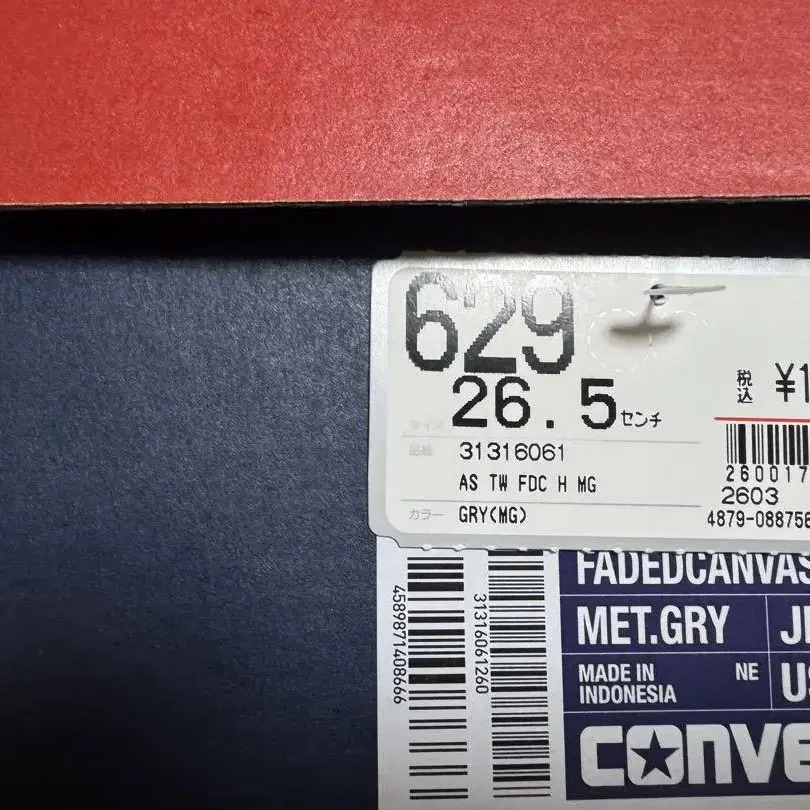 629
サイズ 26.5センチ
品番 31316061
AS TW FDC H MG
カラー GRY(MG)
税込 ¥1
260017
2603
4879-088756
4589871408666
31316061260
FADEDCANVAS
MET.GRY
MADE IN INDONESIA
NE
CONVE